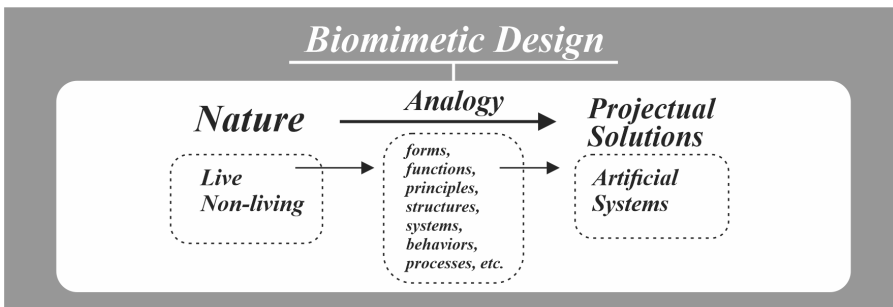 Biomimetic Design
Nature
Analogy
Projectual
Solutions
Live
Non-living
forms,
functions,
principles,
structures,
systems,
behaviors,
processes, etc.
Artificial
Systems